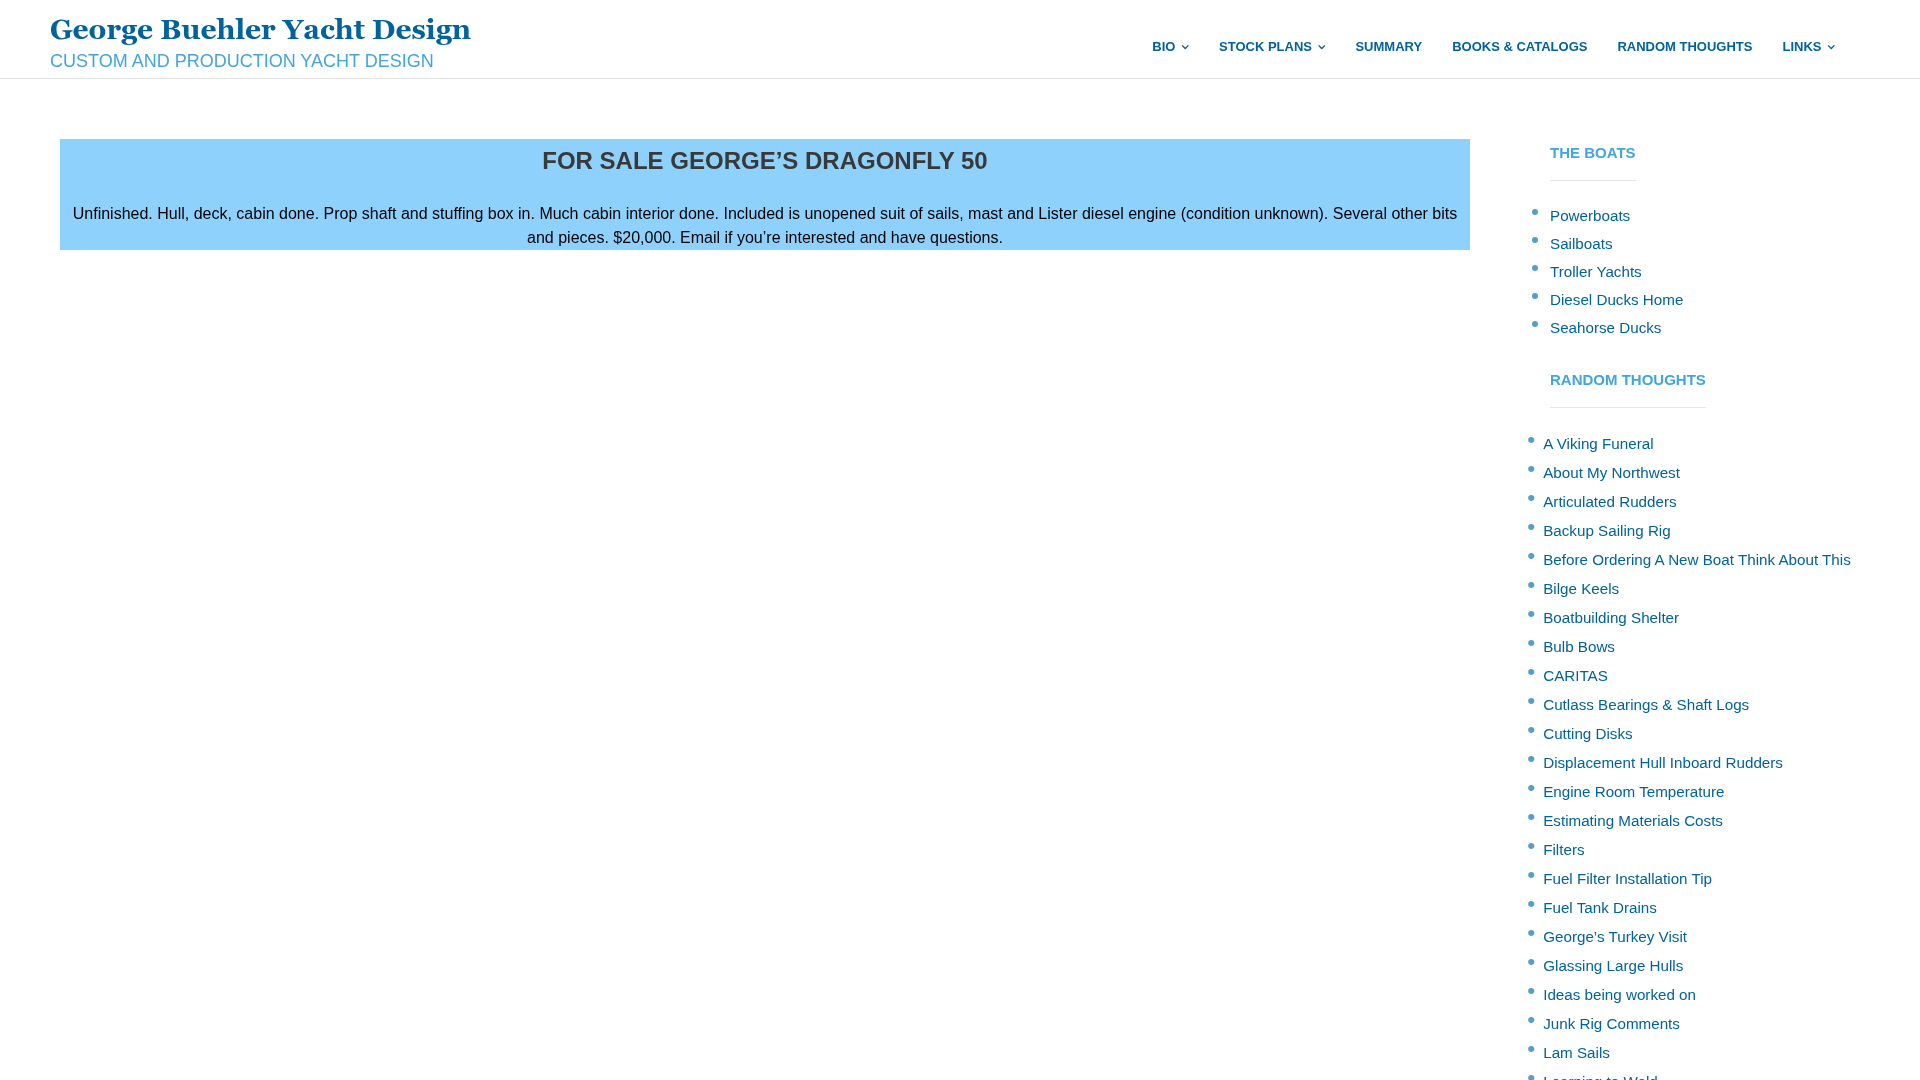 George Buehler Yacht Design
CUSTOM AND PRODUCTION YACHT DESIGN
BIO
STOCK PLANS
SUMMARY
BOOKS & CATALOGS
RANDOM THOUGHTS
LINKS
FOR SALE GEORGE’S DRAGONFLY 50
Unfinished. Hull, deck, cabin done. Prop shaft and stuffing box in. Much cabin interior done. Included is unopened suit of sails, mast and Lister diesel engine (condition unknown). Several other bits
and pieces. $20,000. Email if you’re interested and have questions.
THE BOATS
Powerboats
Sailboats
Troller Yachts
Diesel Ducks Home
Seahorse Ducks
RANDOM THOUGHTS
A Viking Funeral
About My Northwest
Articulated Rudders
Backup Sailing Rig
Before Ordering A New Boat Think About This
Bilge Keels
Boatbuilding Shelter
Bulb Bows
CARITAS
Cutlass Bearings & Shaft Logs
Cutting Disks
Displacement Hull Inboard Rudders
Engine Room Temperature
Estimating Materials Costs
Filters
Fuel Filter Installation Tip
Fuel Tank Drains
George’s Turkey Visit
Glassing Large Hulls
Ideas being worked on
Junk Rig Comments
Lam Sails
Learning to Weld